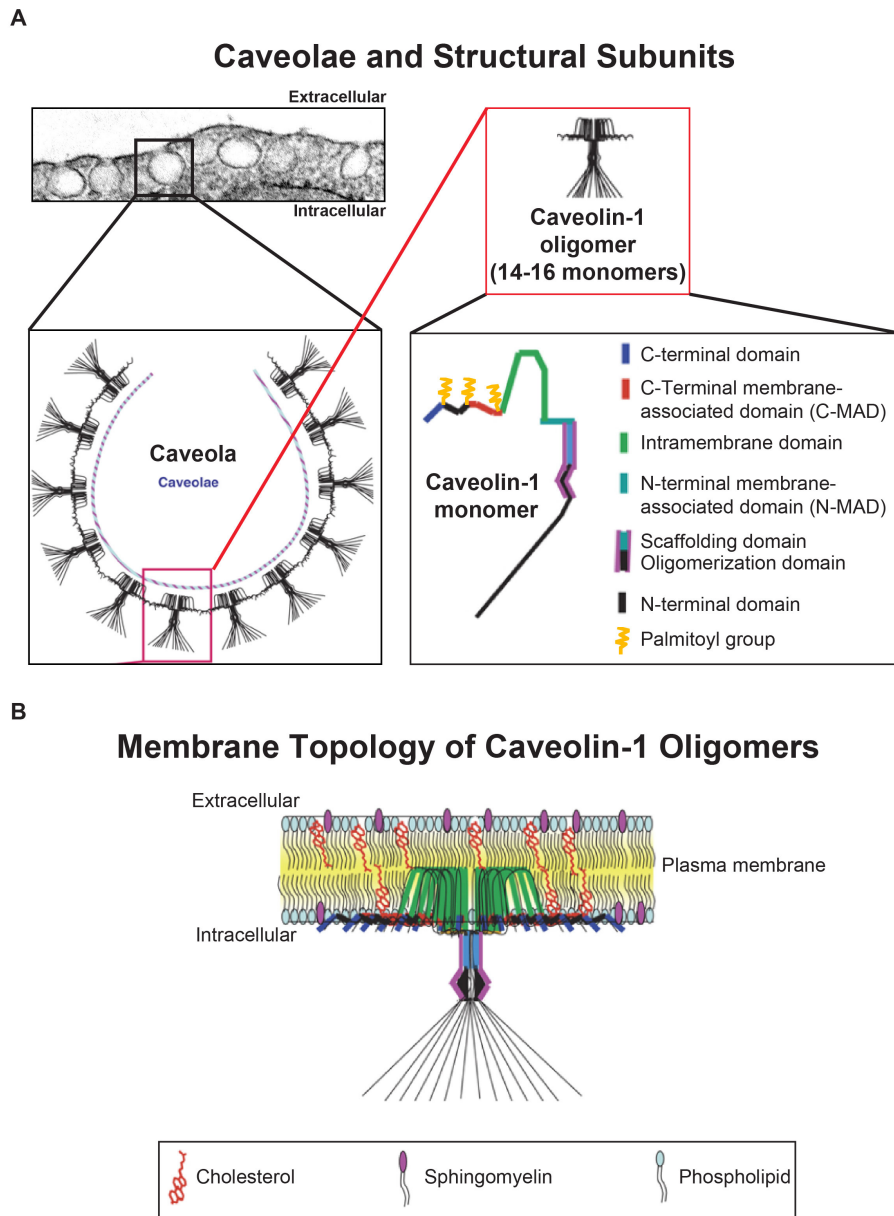 A
Caveolae and Structural Subunits
Extracellular
Intracellular
Caveolin-1
oligomer
(14-16 monomers)
Caveola
Caveolae
Caveolin-1
monomer
C-terminal domain
C-Terminal membrane-
associated domain (C-MAD)
Intramembrane domain
N-terminal membrane-
associated domain (N-MAD)
Scaffolding domain
Oligomerization domain
N-terminal domain
Palmitoyl group
B
Membrane Topology of Caveolin-1 Oligomers
Extracellular
Plasma membrane
Intracellular
Cholesterol
Sphingomyelin
Phospholipid